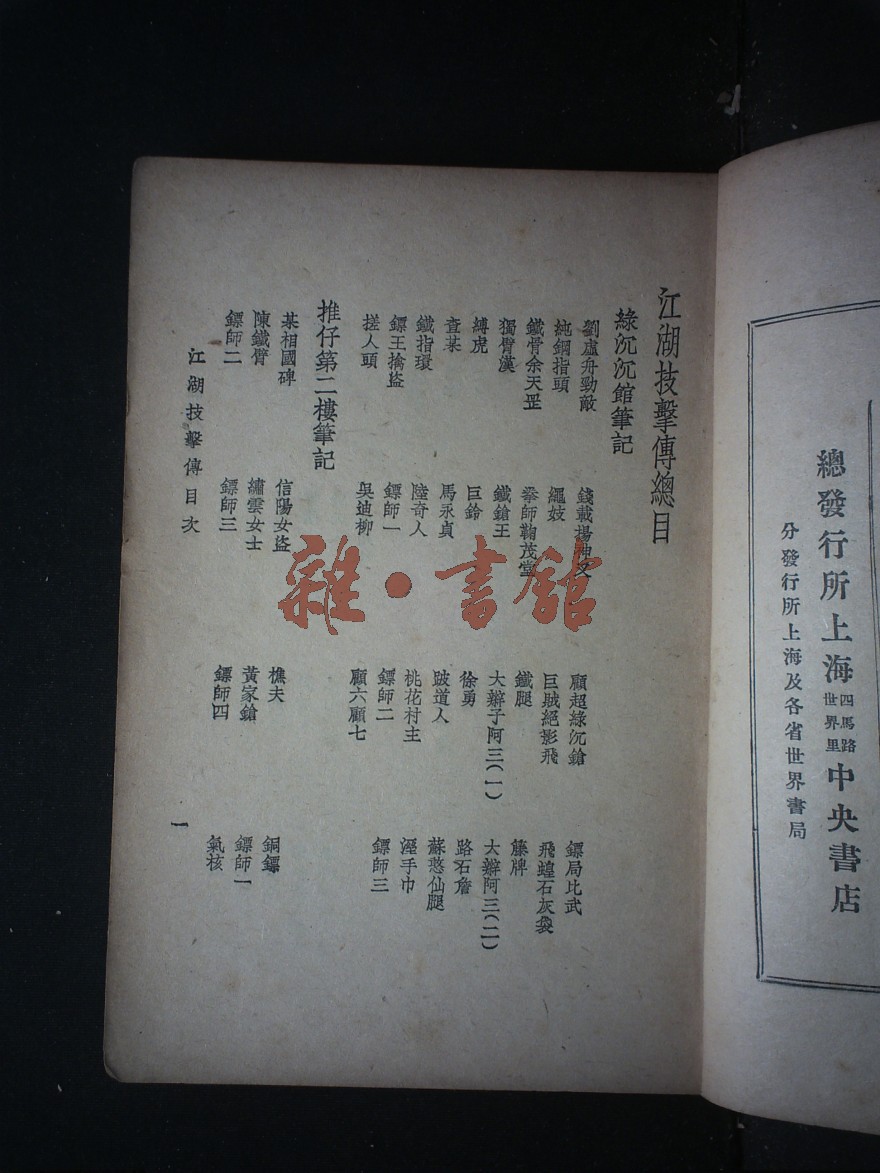 總發行所上海四馬路世界里中央書店
分發行所上海及各省世界書局
江湖技擊傳總目
綠沉沉館筆記
劉盧舟勁敵 錢載揚神叉 顧超綠沉鎗 鏢局比武
純鋼指頭 繩妓 巨賊絕影飛 飛蝗石灰袋
鐵骨余天罡 拳師鞠茂堂 鐵腿 籐牌
獨臂漢 鐵鎗王 大辮子阿三(一) 大辮阿三(二)
縛虎 巨鈴 徐勇 路石詹
查某 馬永貞 跛道人 蘇憨仙腿
鐵指環 陸奇人 桃花村主 溼手巾
鏢王擒盜 鏢師一 鏢師二 鏢師三
搓人頭 吳迪柳 顧六顧七
推仔第二樓筆記
某相國碑 信陽女盜 樵夫 銅鏢
陳鐵臂 繡雲女士 黃家鎗 鏢師一
鏢師二 鏢師三 鏢師四 氣核
江湖技擊傳目次 一
雜·書館